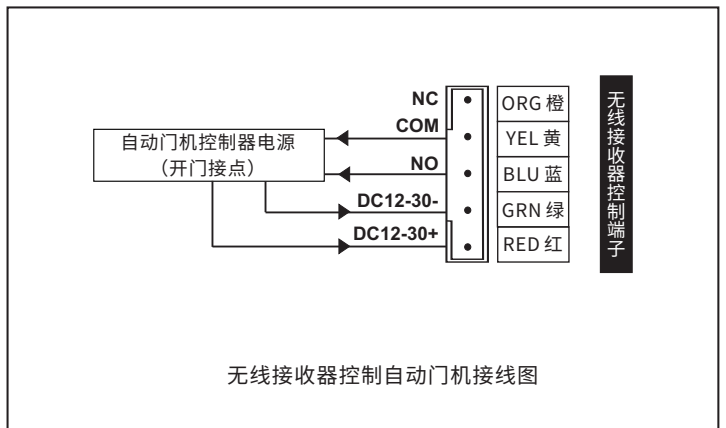 NC
ORG 橙
COM
YEL 黄
自动门机控制器电源
（开门接点）
NO
BLU 蓝
DC12-30-
GRN 绿
DC12-30+
RED 红
无线接收器控制端子
无线接收器控制自动门机接线图